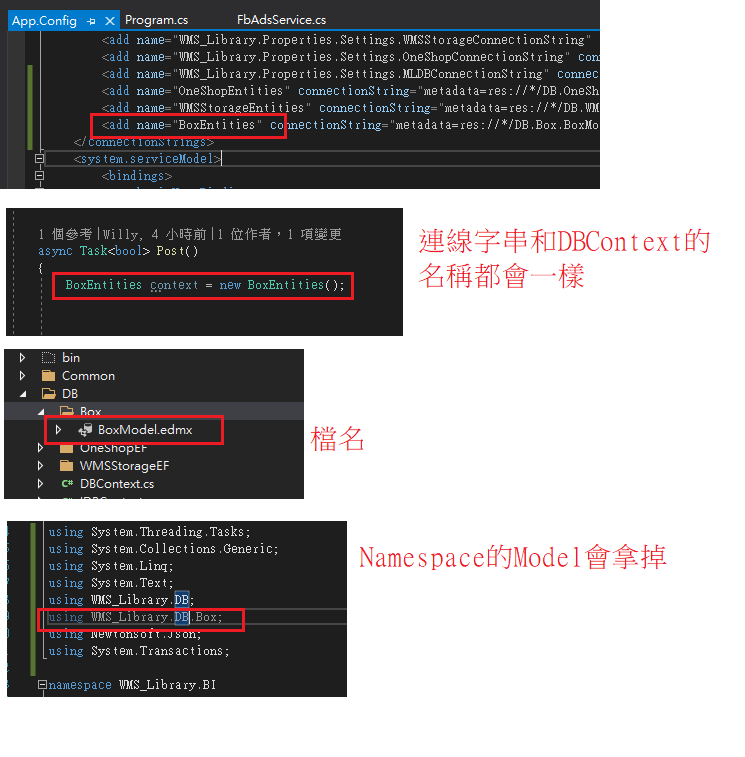 App.Config
Program.cs
FbAdsService.cs
<add name="WMS_Library.Properties.Settings.WMSStorageConnectionString"
<add name="WMS_Library.Properties.Settings.OneShopConnectionString" conn
<add name="WMS_Library.Properties.Settings.MLDBConnectionString" connect
<add name="OneShopEntities" connectionString="metadata=res://*/DB.OneSho
<add name="WMSStorageEntities" connectionString="metadata=res://*/DB.WM
<add name="BoxEntities" connectionString="metadata=res://*/DB.Box.BoxMo
</connectionStrings>
<system.serviceModel>
<bindings>
1 個參考|Willy, 4 小時前|1 位作者，1 項變更
async Task<bool> Post()
{
BoxEntities context = new BoxEntities();
連線字串和DBContext的
名稱都會一樣
bin
Common
DB
Box
BoxModel.edmx
OneShopEF
WMSStorageEF
DBContext.cs
檔名
using System.Threading.Tasks;
using System.Collections.Generic;
using System.Linq;
using System.Text;
using WMS_Library.DB;
using WMS_Library.DB.Box;
using Newtonsoft.Json;
using System.Transactions;
namespace WMS_Library.BI
Namespace的Model會拿掉